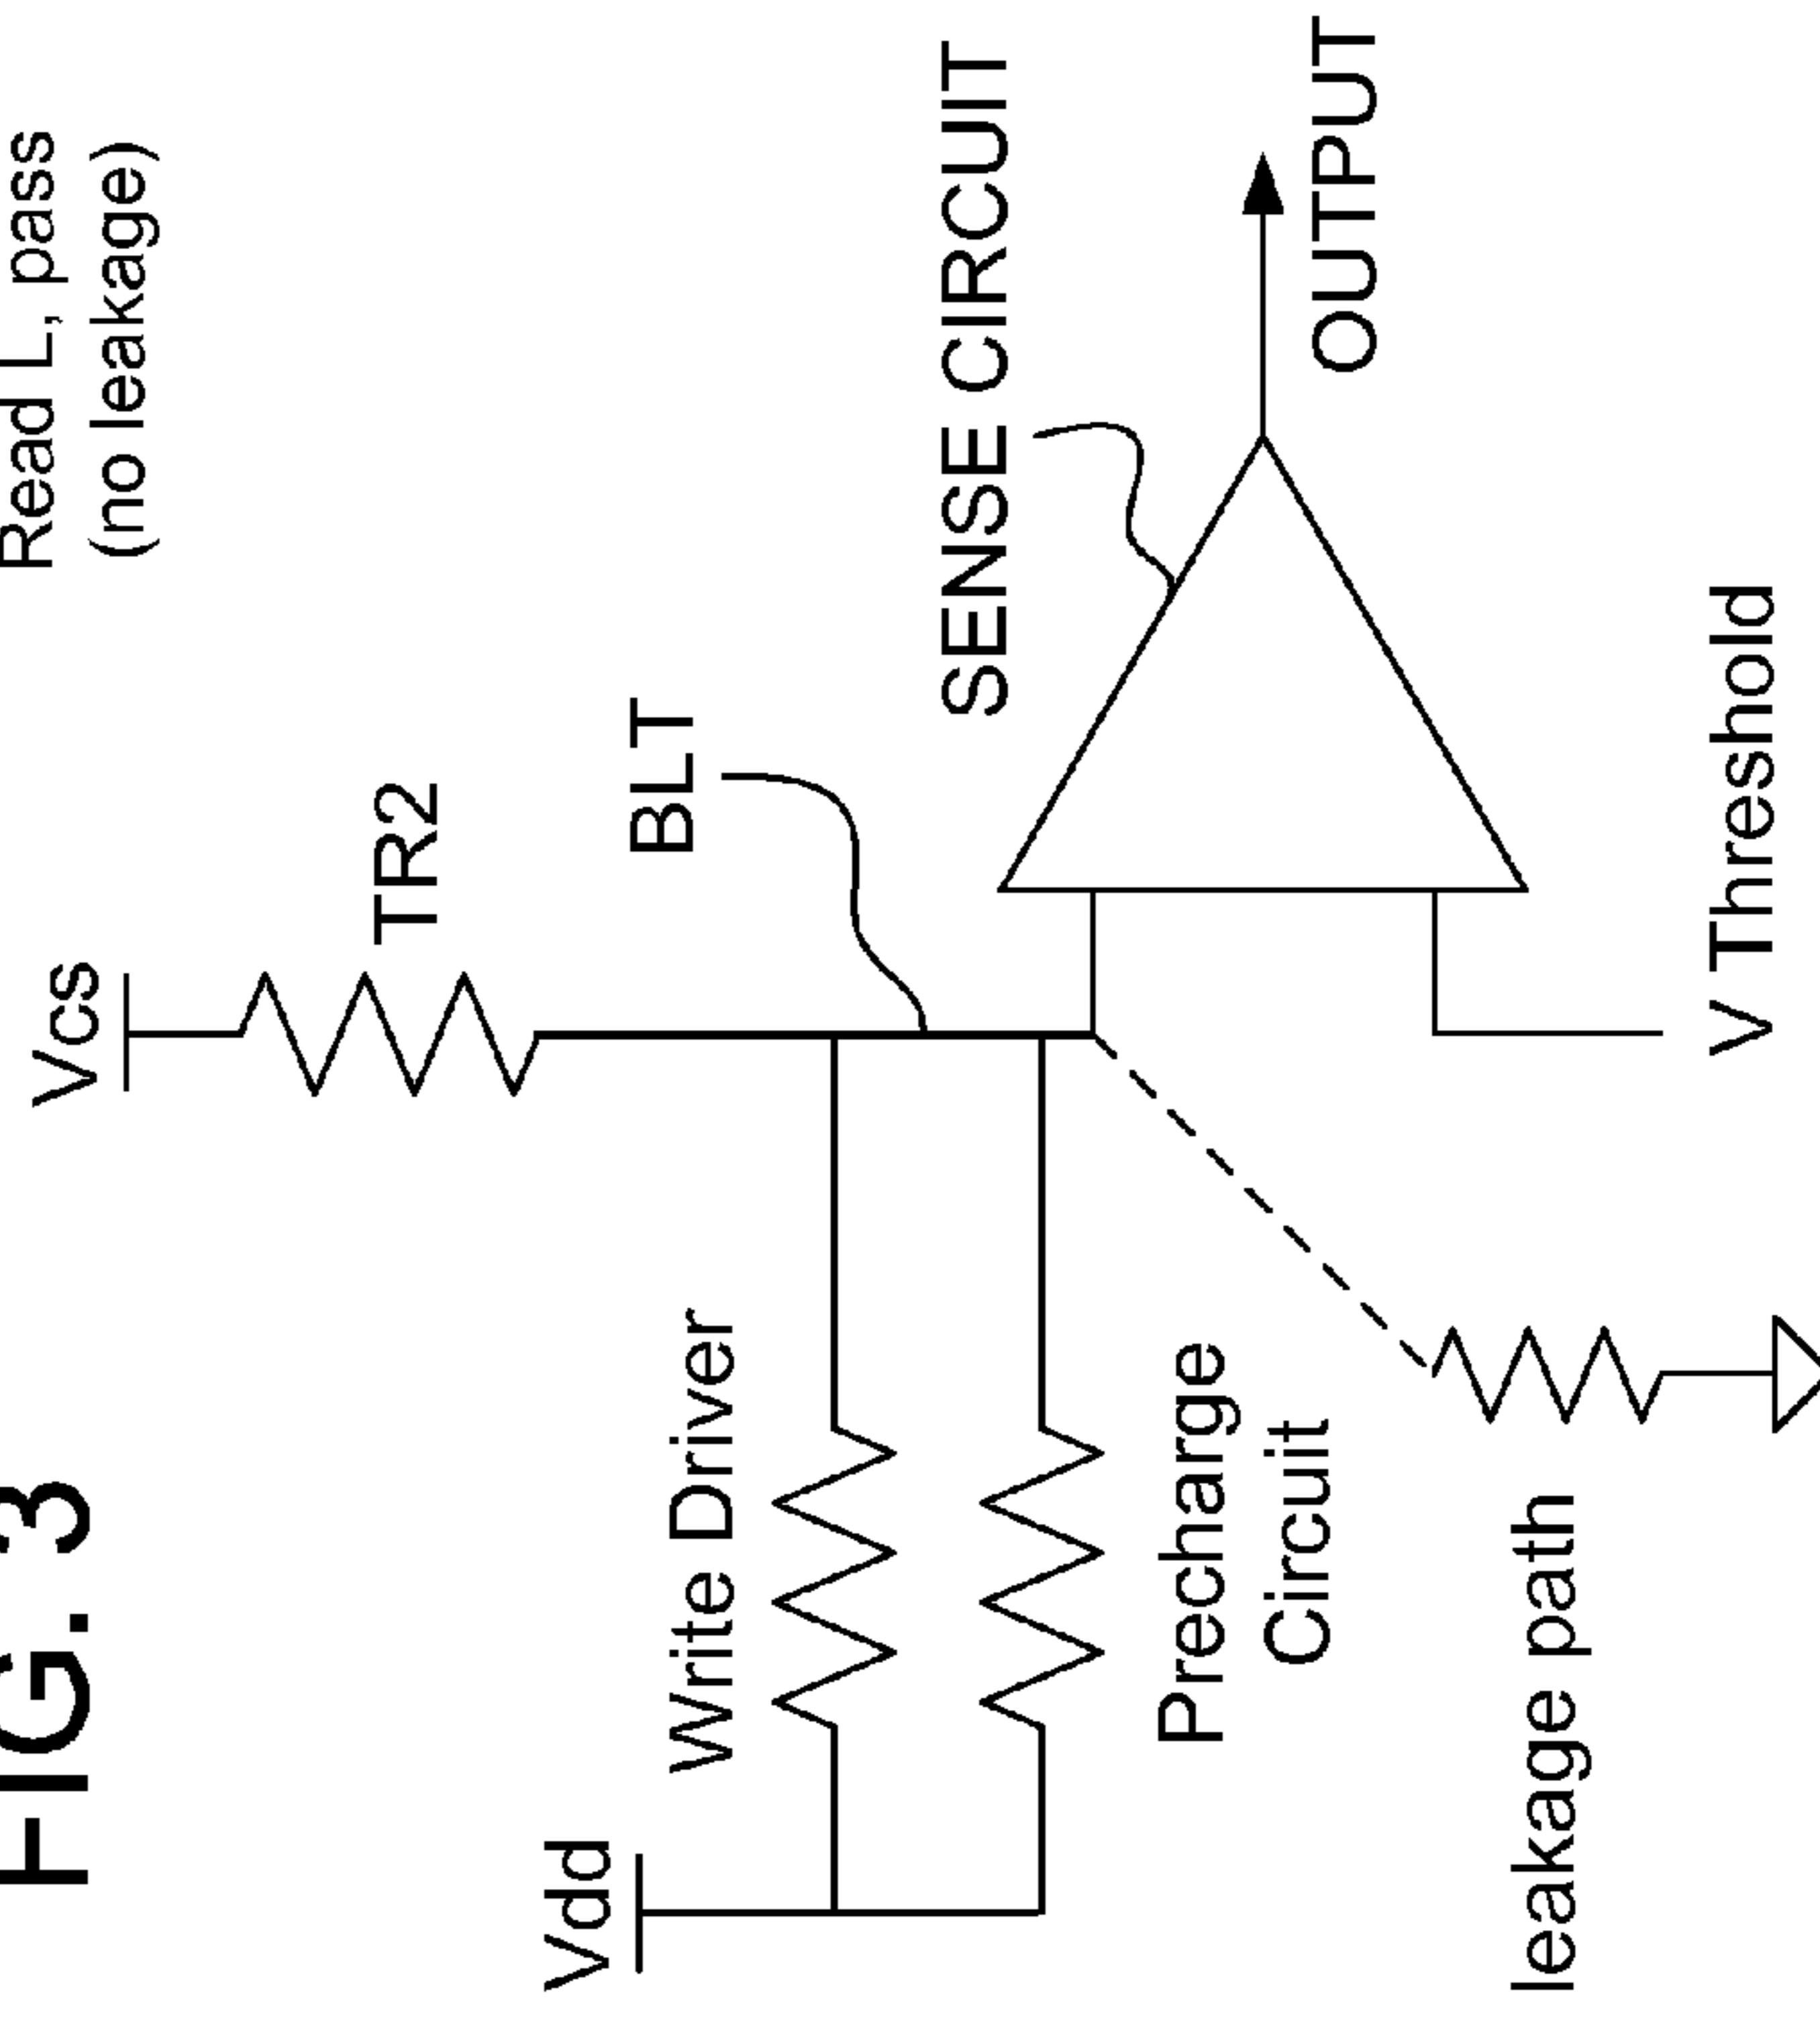 FIG. 3
Read L, pass
(no leakage)
Vcs
TR2
Vdd
BLT
Write Driver
SENSE CIRCUIT
Precharge
Circuit
OUTPUT
leakage path
V Threshold